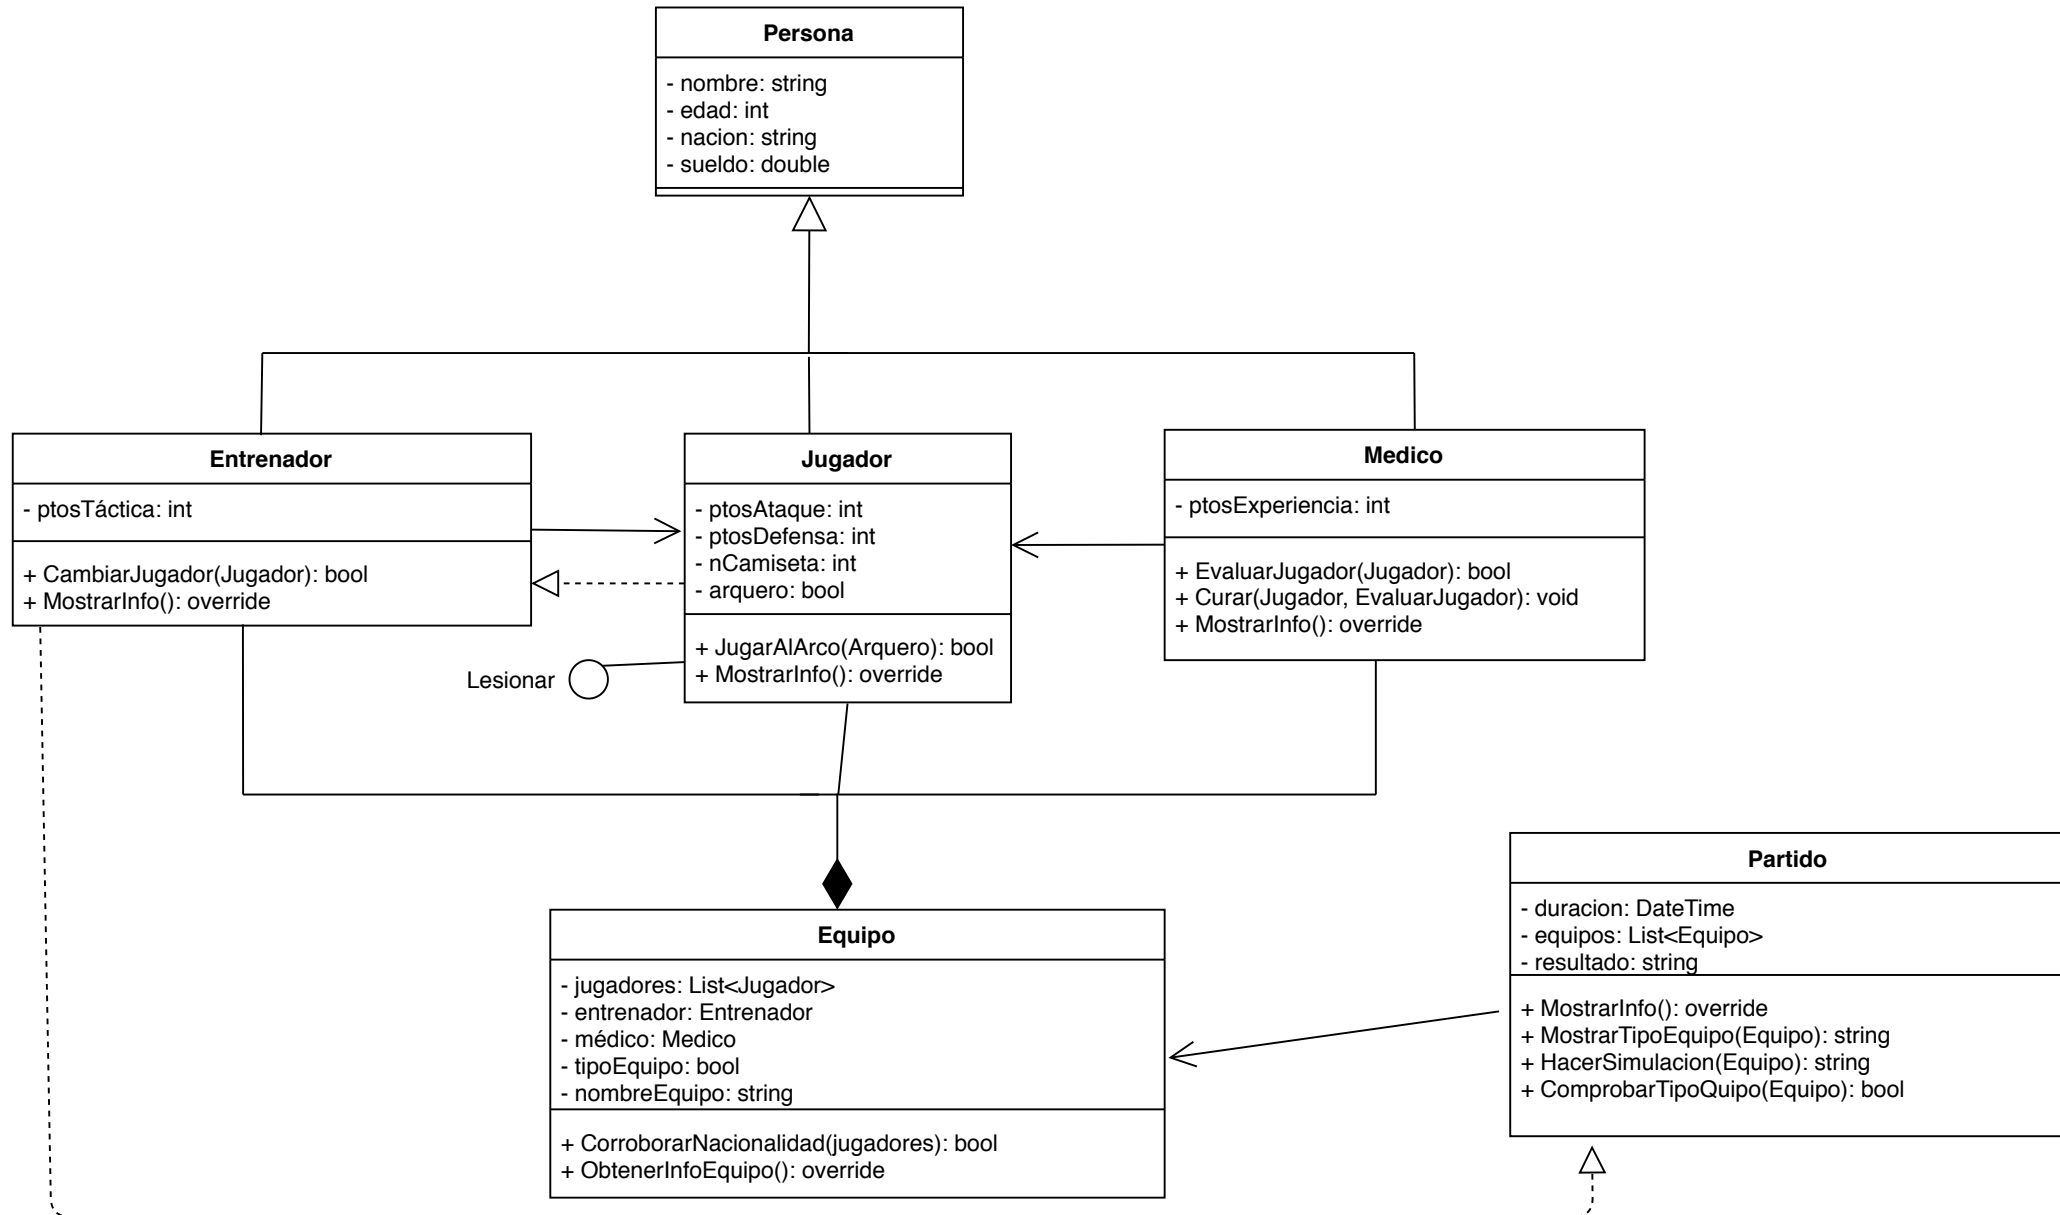 Persona
- nombre: string
- edad: int
- nacion: string
- sueldo: double
Entrenador
- ptosTáctica: int
+ CambiarJugador(Jugador): bool
+ MostrarInfo(): override
Jugador
- ptosAtaque: int
- ptosDefensa: int
- nCamiseta: int
- arquero: bool
+ JugarAlArco(Arquero): bool
+ MostrarInfo(): override
Lesionar
Medico
- ptosExperiencia: int
+ EvaluarJugador(Jugador): bool
+ Curar(Jugador, EvaluarJugador): void
+ MostrarInfo(): override
Equipo
- jugadores: List<Jugador>
- entrenador: Entrenador
- médico: Medico
- tipoEquipo: bool
- nombreEquipo: string
+ CorroborarNacionalidad(jugadores): bool
+ ObtenerInfoEquipo(): override
Partido
- duracion: DateTime
- equipos: List<Equipo>
- resultado: string
+ MostrarInfo(): override
+ MostrarTipoEquipo(Equipo): string
+ HacerSimulacion(Equipo): string
+ ComprobarTipoQuipo(Equipo): bool